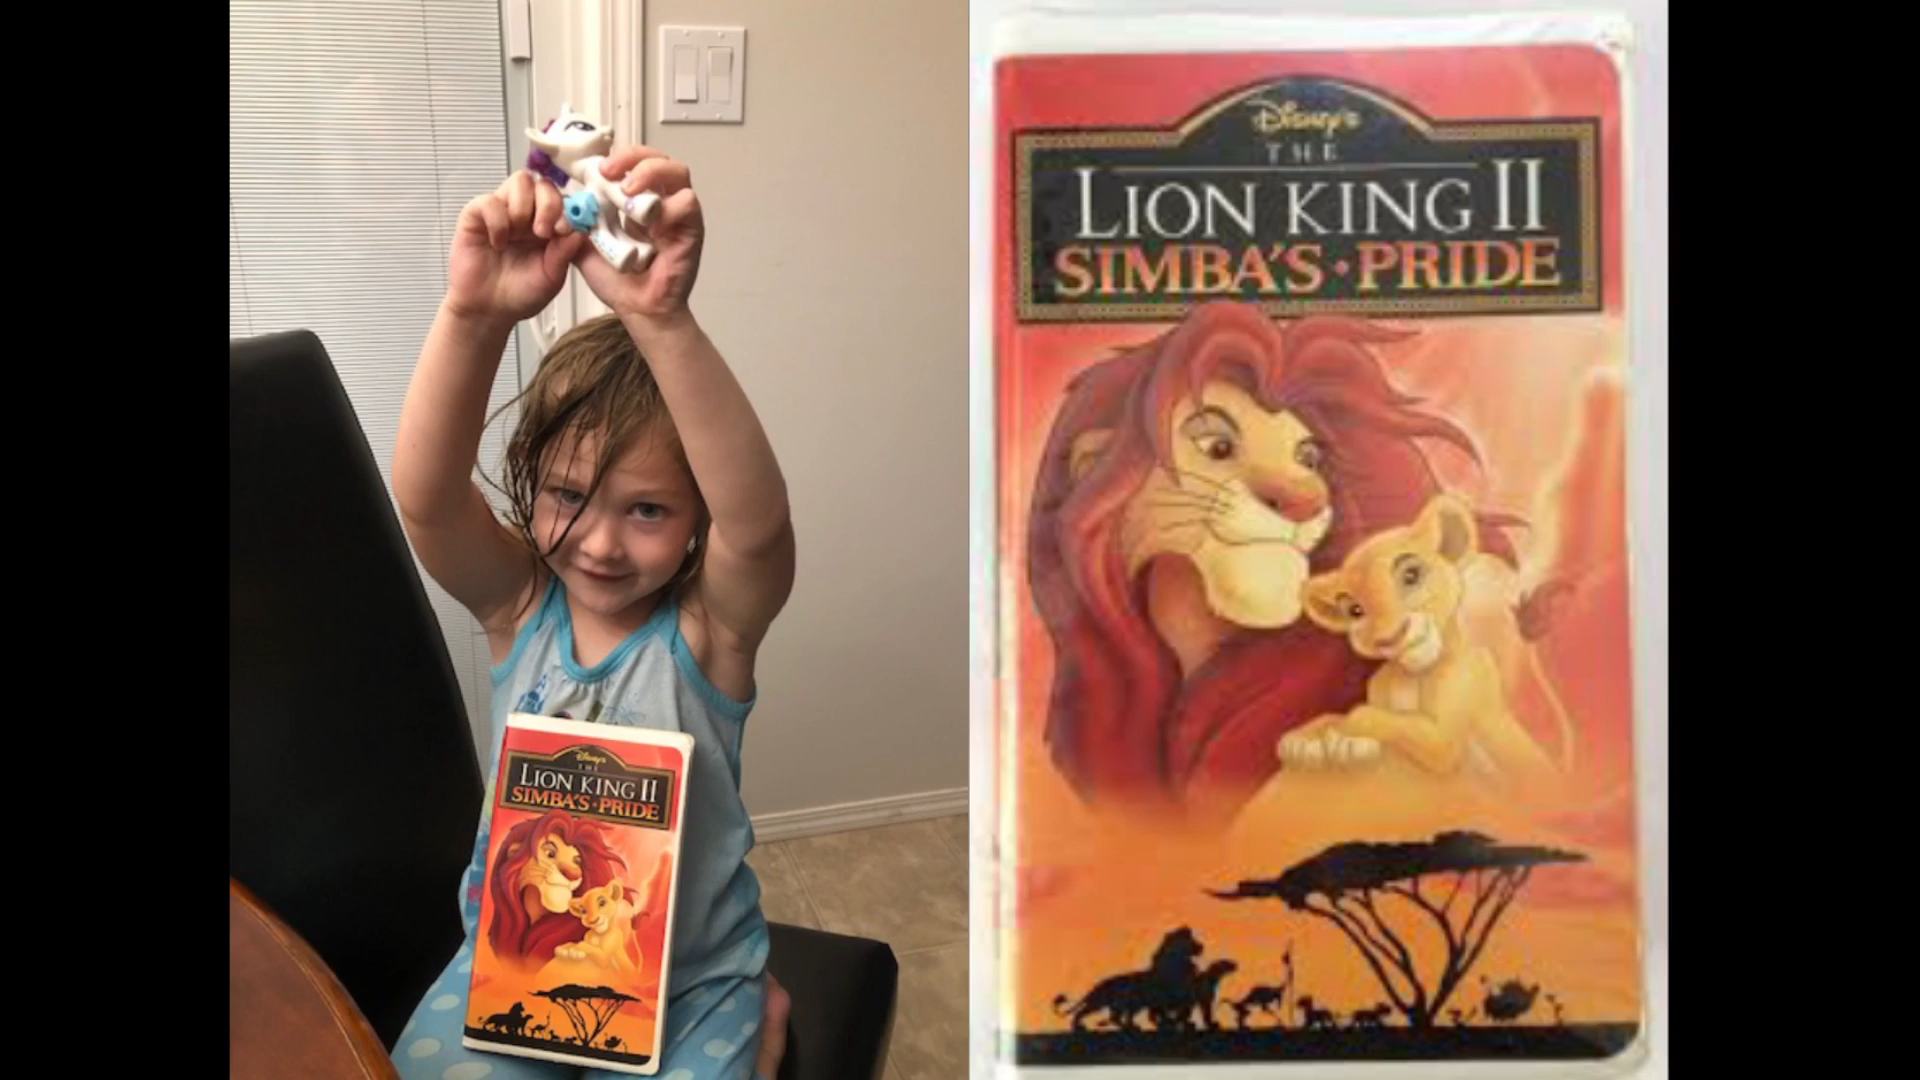 Disney's
THE
LION KING II
SIMBA'S • PRIDE
Disney's
THE
LION KING II
SIMBA'S • PRIDE